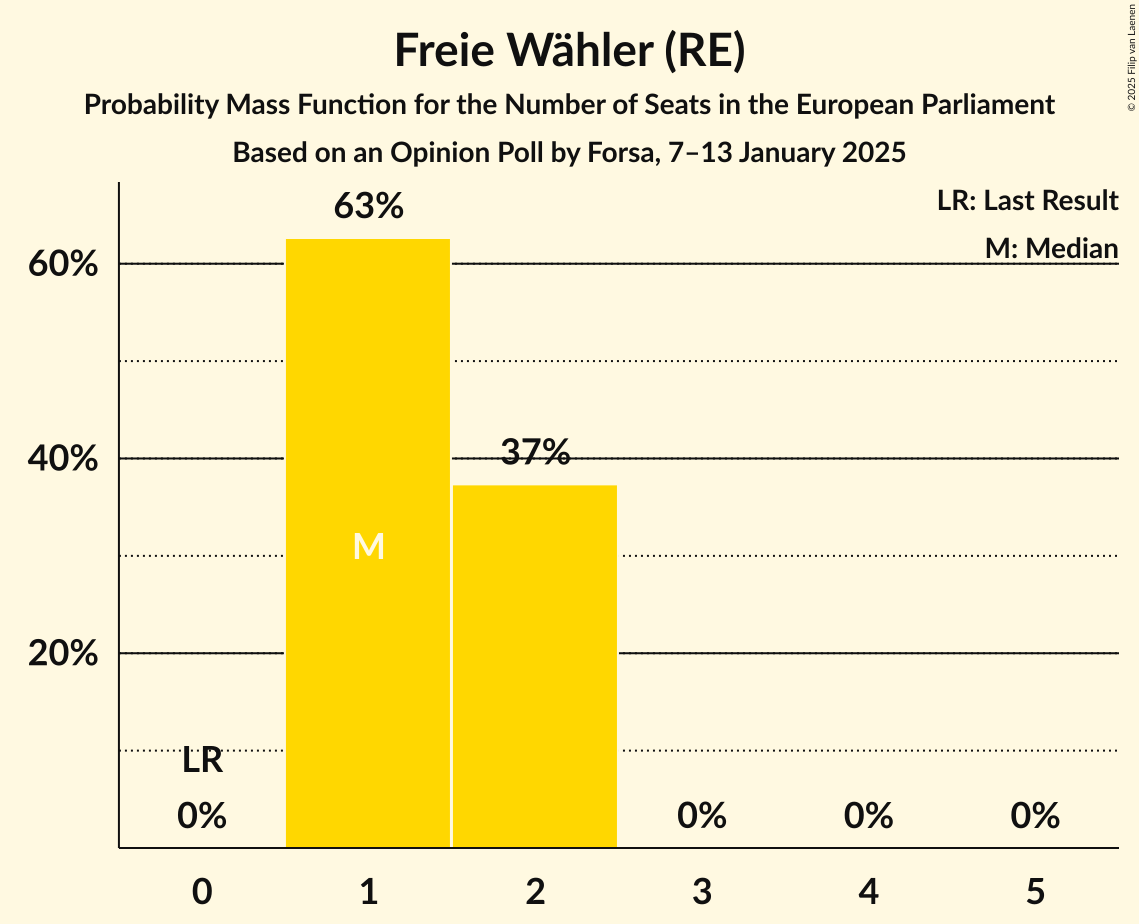 Freie Wähler (RE)
Probability Mass Function for the Number of Seats in the European Parliament
Based on an Opinion Poll by Forsa, 7–13 January 2025
© 2025 Filip van Laenen
LR: Last Result
M: Median
63%
60%
37%
40%
M
20%
LR
0%
0%
0%
0%
0
1
2
3
4
5